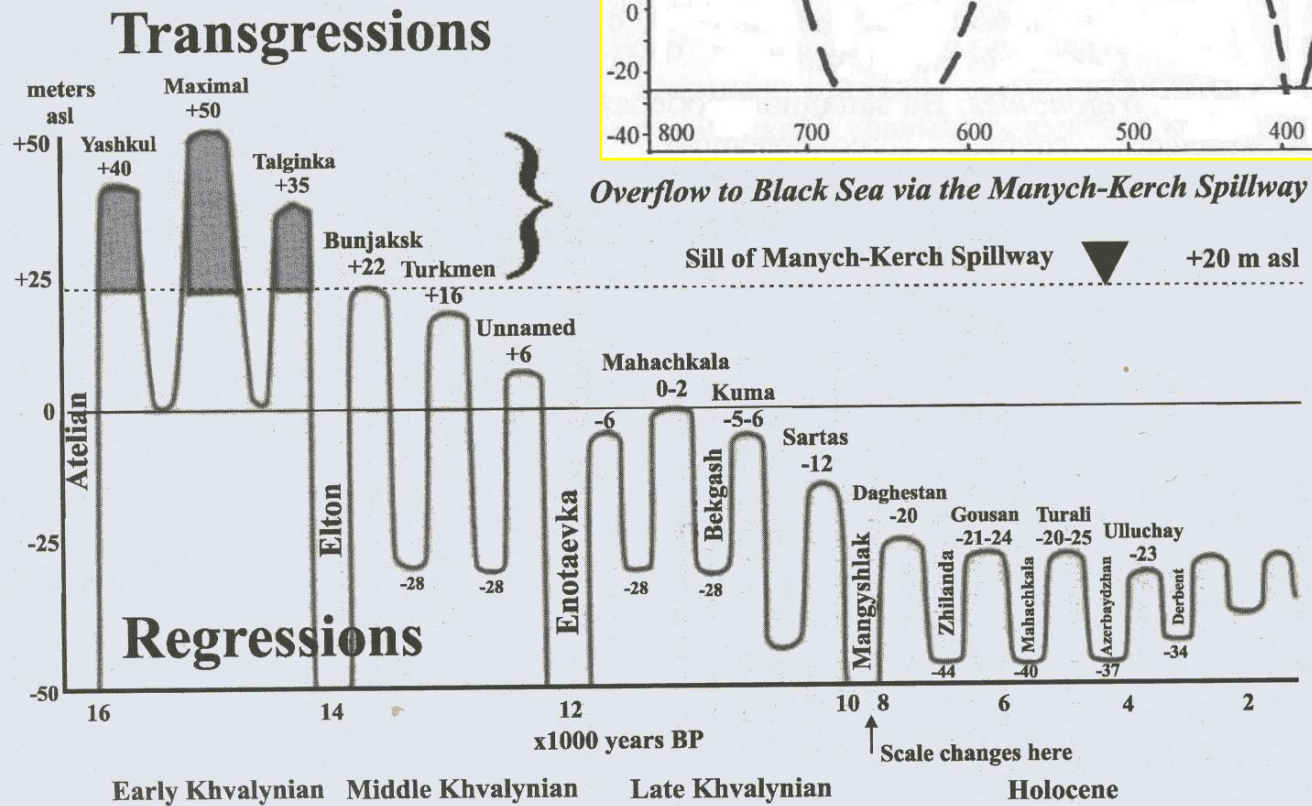 Transgressions
0
-20
-40
800
700
600
500
400
meters
asl
+50
+25
0
-25
-50
Yashkul
+40
Maximal
+50
Talginka
+35
Overflow to Black Sea via the Manych-Kerch Spillway
Sill of Manych-Kerch Spillway
+20 m asl
Bunjaksk
+22
Turkmen
+16
Unnamed
+6
Mahachkala
0-2
Kuma
-5-6
-6
Sartas
-12
Daghestan
-20
Gousan
-21-24
Turali
-20-25
Ulluchay
-23
Atelian
Elton
-28
-28
Enotaevka
-28
Bekgash
-28
Mangyshlak
Zhilanda
-44
Mahachkala
-40
Azerbaydzhan
-37
Derbent
-34
Regressions
16
14
12
10
8
6
4
2
x1000 years BP
Scale changes here
Early Khvalynian
Middle Khvalynian
Late Khvalynian
Holocene